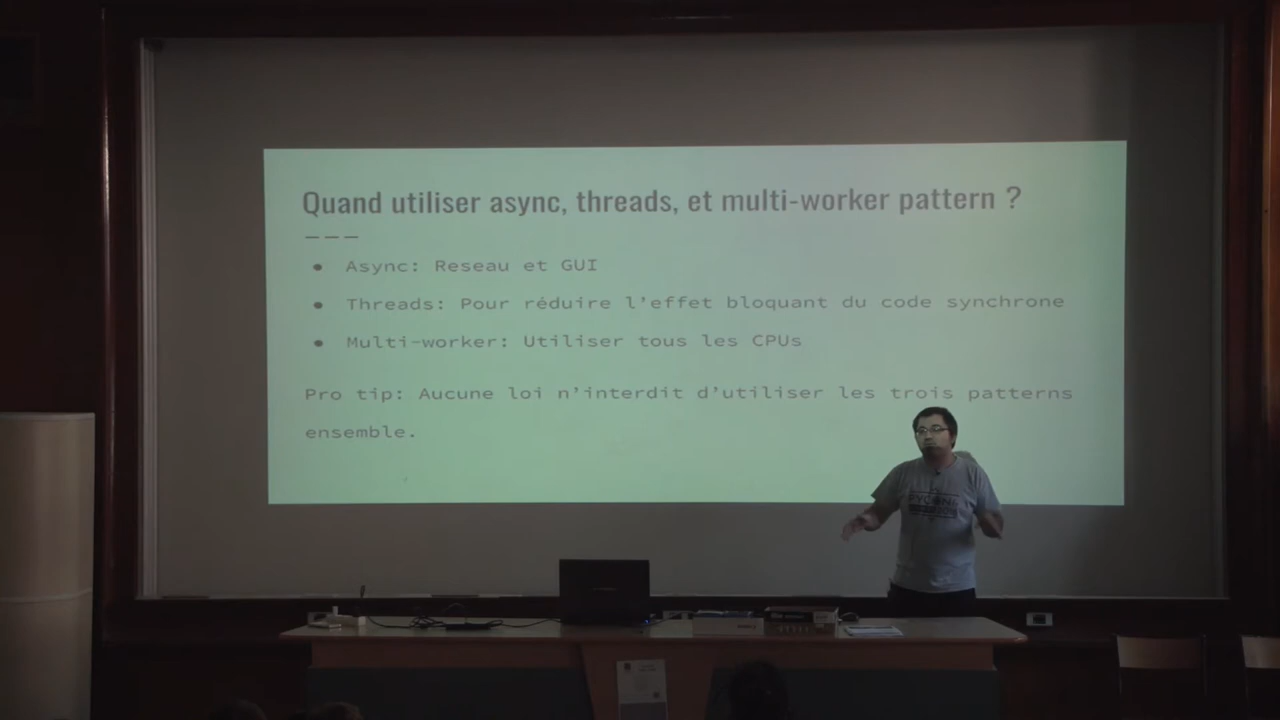 Quand utiliser async, threads, et multi-worker pattern ?
---
● Async: Reseau et GUI
● Threads: Pour réduire l'effet bloquant du code synchrone
● Multi-worker: Utiliser tous les CPUs
Pro tip: Aucune loi n'interdit d'utiliser les trois patterns
ensemble.